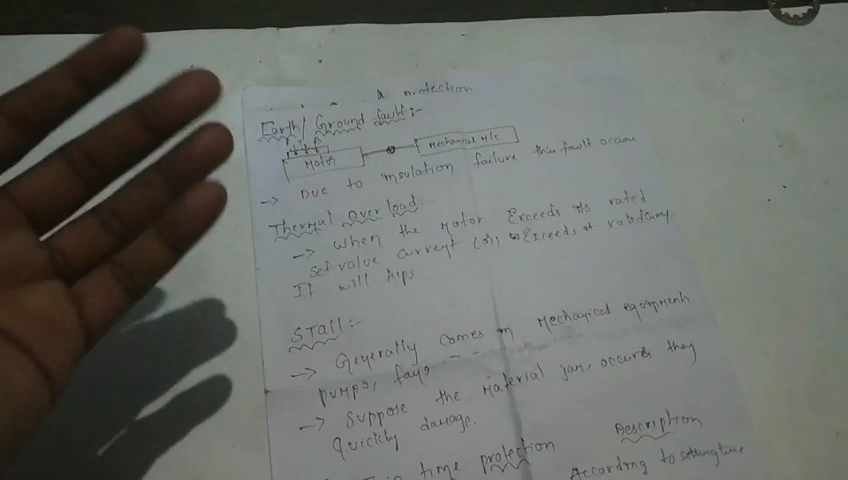 protection
Earth/ Ground fault:-
Motor
Mechanical M/c
-> Due to insulation failure this fault occurs
Thermal over load
-> when the Motor Exceeds its rated
set value current (or) Exceeds it
It will trips
STall:-
-> Generally comes in Mechanical equipment
pumps, fans
-> Suppose the Material jam, occurs they
quickly damage.
time protection
Description
According to setting time